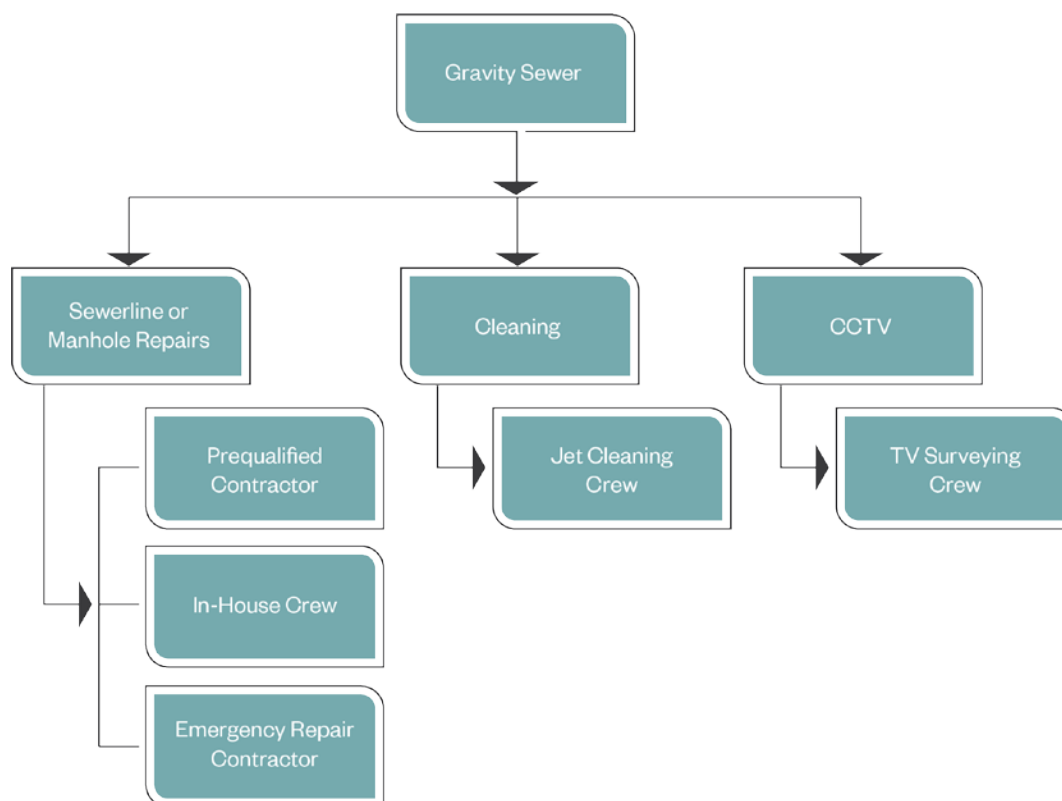 Gravity Sewer
Sewerline or
Manhole Repairs
Cleaning
CCTV
Prequalified
Contractor
Jet Cleaning
Crew
TV Surveying
Crew
In-House Crew
Emergency Repair
Contractor